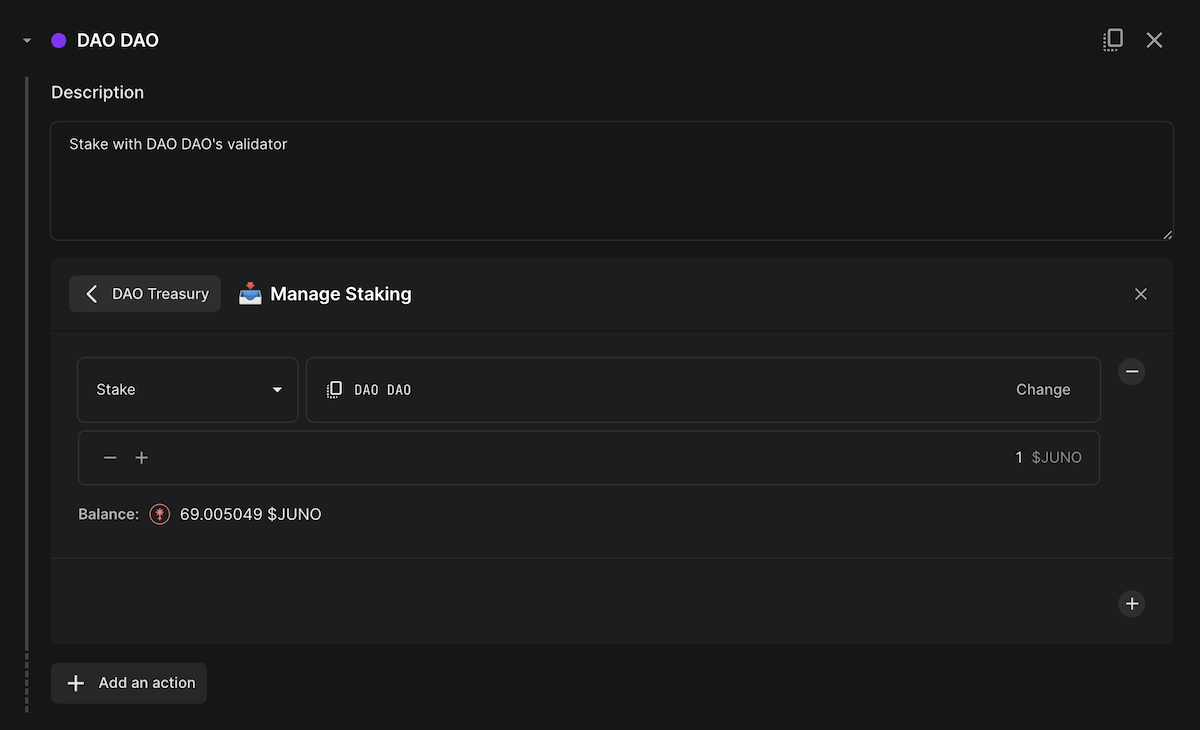 DAO DAO
Description
Stake with DAO DAO's validator
DAO Treasury Manage Staking
Stake DAO DAO Change
1 $JUNO
Balance: 69.005049 $JUNO
Add an action